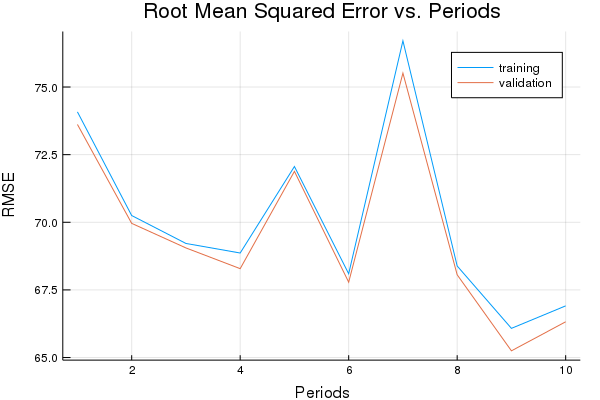 Root Mean Squared Error vs. Periods
training
validation
RMSE
75.0
72.5
70.0
67.5
65.0
2 4 6 8 10
Periods